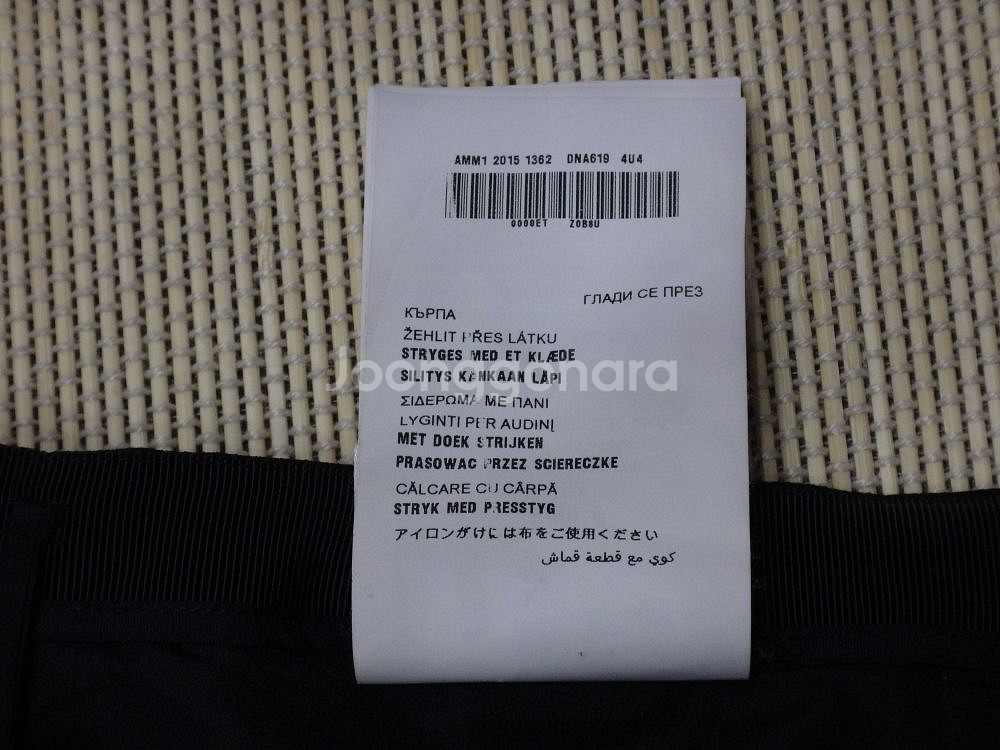 AMM1 2015 1362 DNA619 4U4
0000ET Z0B8U
ГЛАДИ СЕ ПРЕЗ
КЪРПА
ŽEHLIT PŘES LÁTKU
STRYGES MED ET KLÆDE
SILITYS KANKAAN LÄPI
ΣΙΔΕΡΩΜΑ ΜΕ ΠΑΝΙ
LYGINTI PER AUDINĮ
MET DOEK STRIJKEN
PRASOWAC PRZEZ SCIERECZKE
CĂLCARE CU CÂRPĂ
STRYK MED PRESSTYG
アイロンがけには布をご使用ください
كوي مع قطعة قماش
Joonggonara